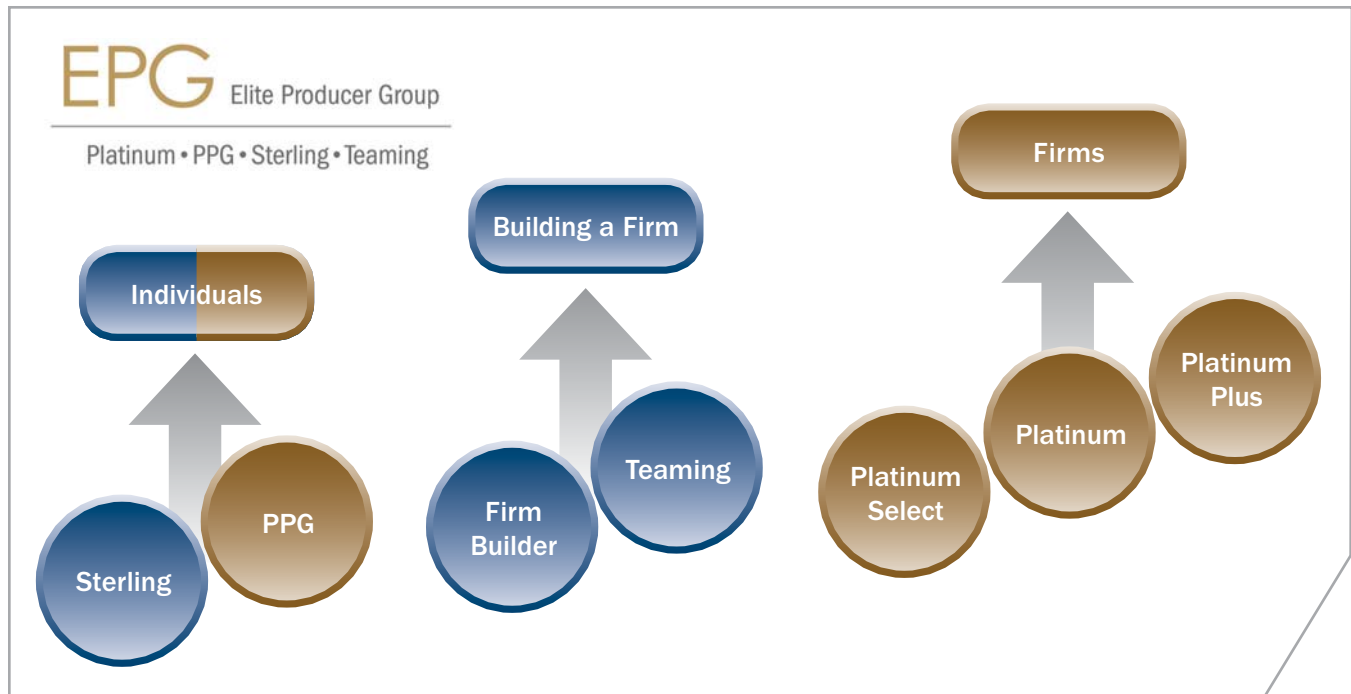 EPG Elite Producer Group
Platinum • PPG • Sterling • Teaming
Individuals
Sterling
PPG
Building a Firm
Firm
Builder
Teaming
Firms
Platinum
Select
Platinum
Platinum
Plus